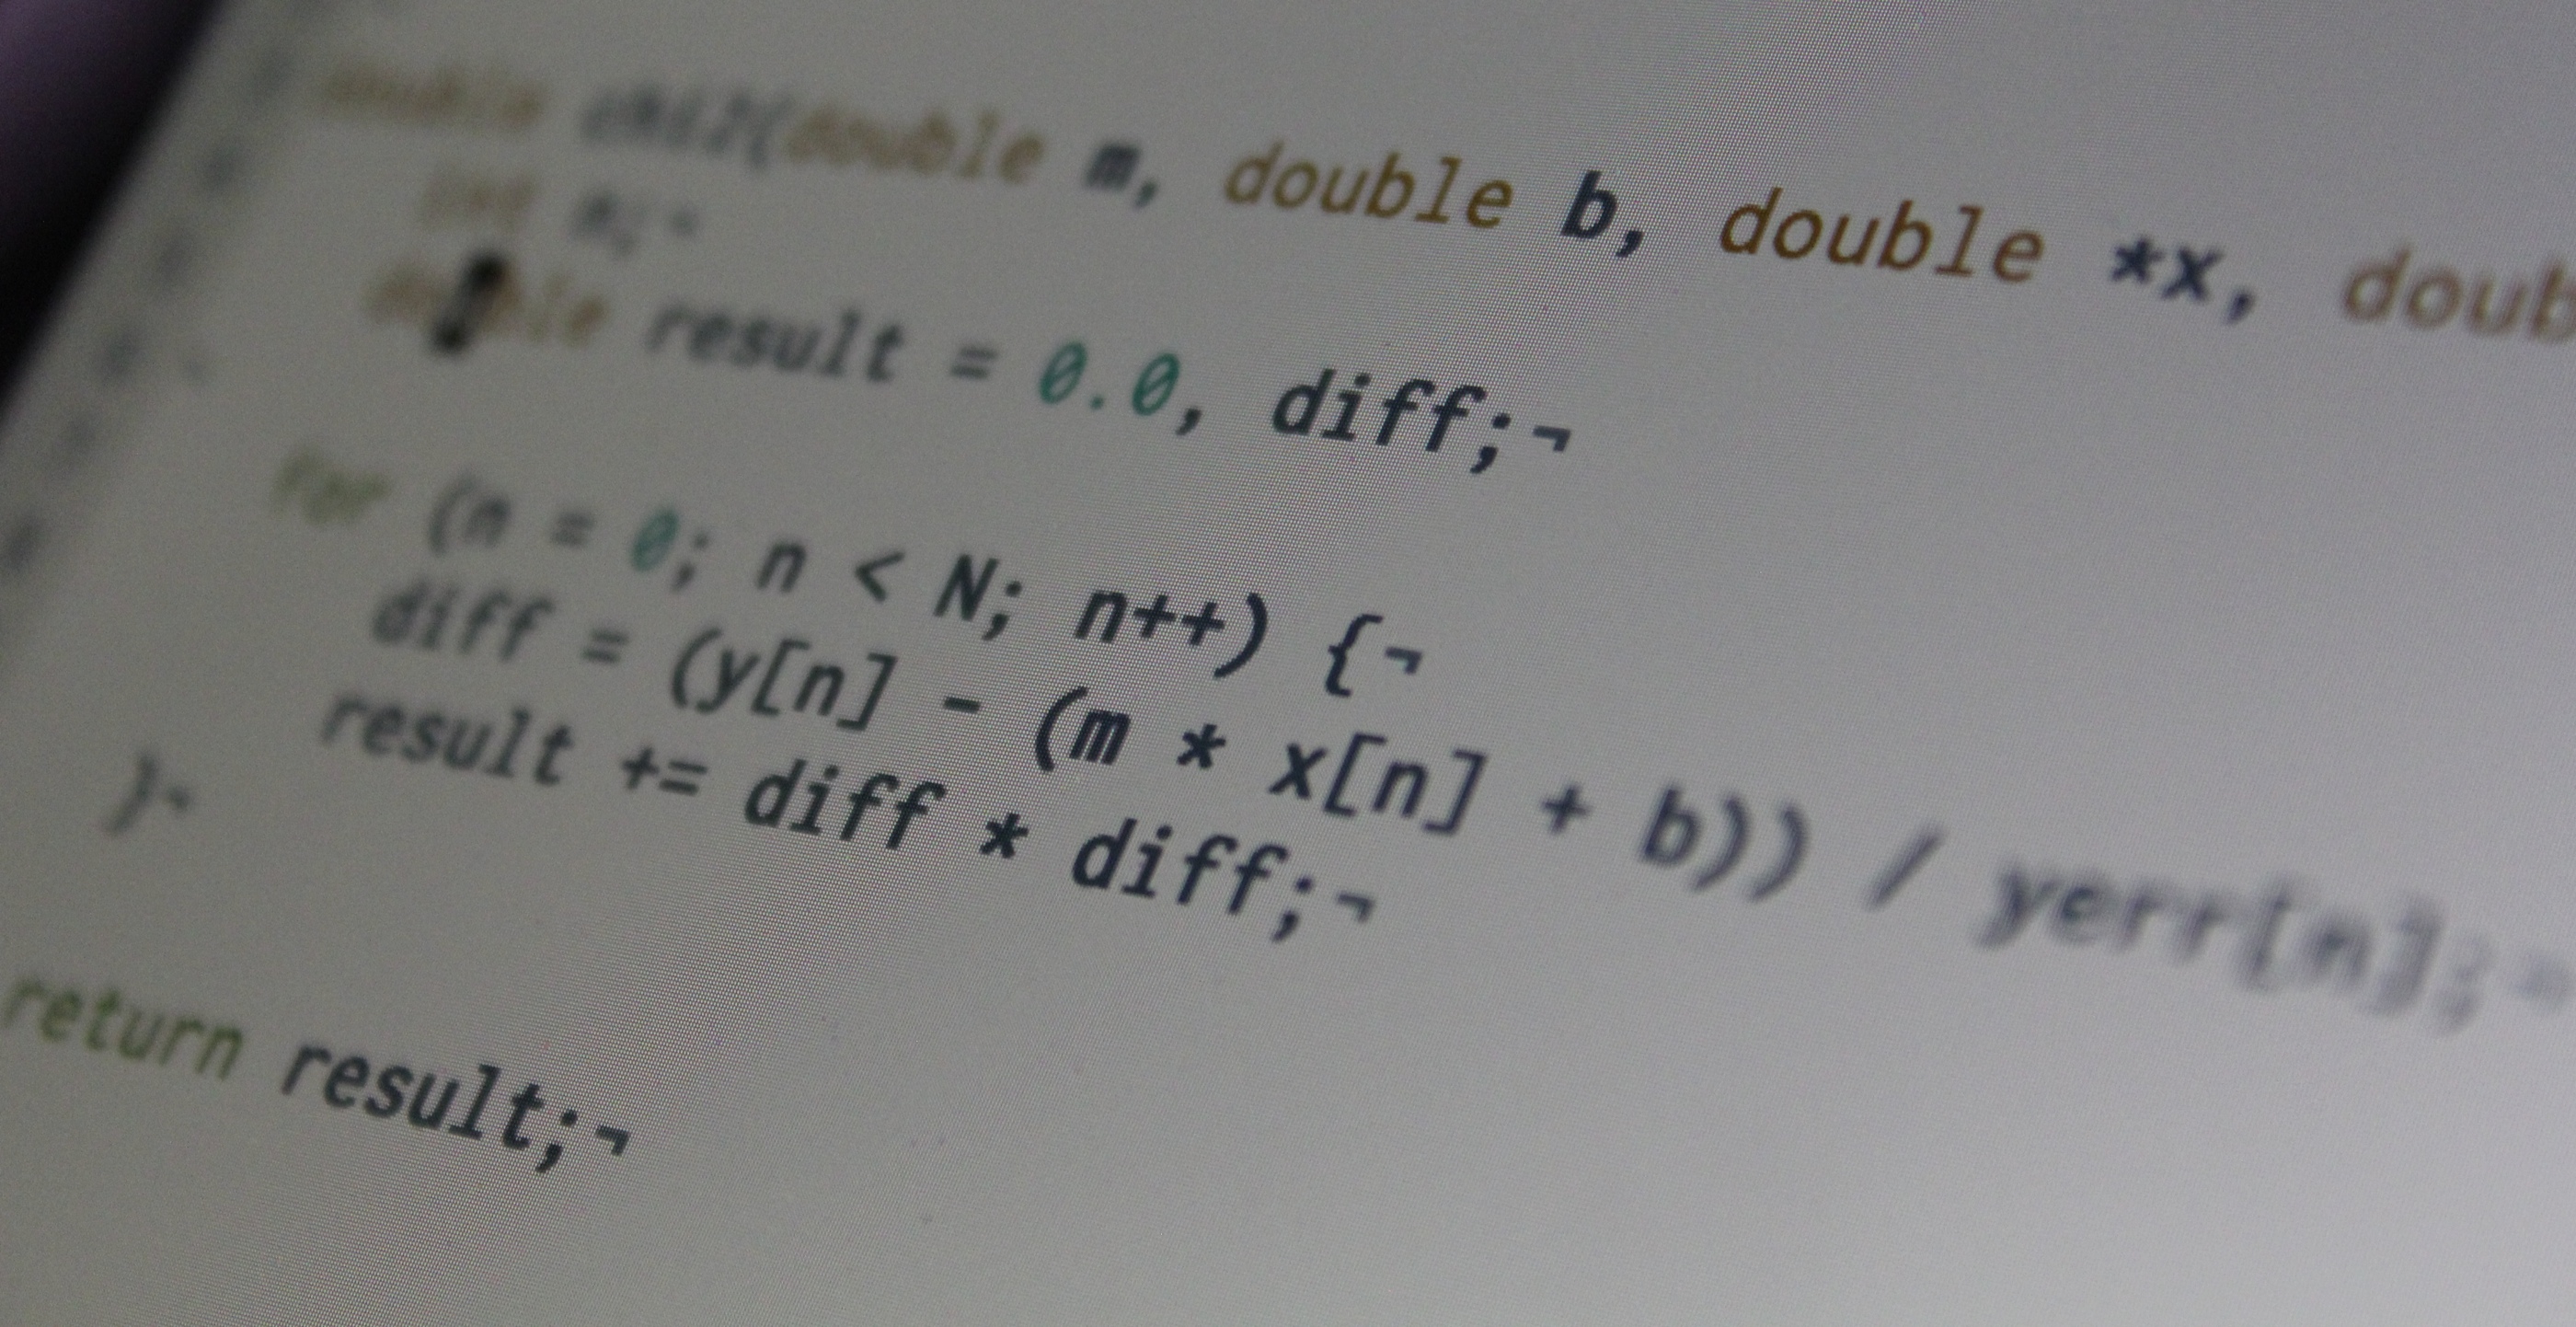 double chi2(double m, double b, double *x, doub
int n;¬
double result = 0.0, diff;¬
for (n = 0; n < N; n++) {¬
diff = (y[n] - (m * x[n] + b)) / yerr[n];¬
result += diff * diff;¬
}¬
return result;¬